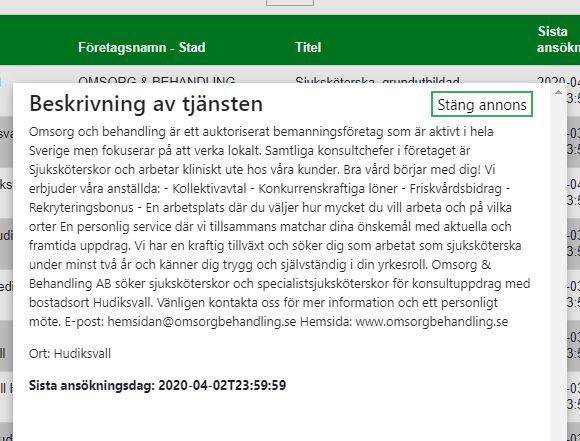 Sista
Företagsnamn - Stad Titel ansökn
OMSORG & BEHANDLING Sjuksköterska, grundutbildad 2020-0
Beskrivning av tjänsten
Stäng annons
Omsorg och behandling är ett auktoriserat bemanningsföretag som är aktivt i hela
Sverige men fokuserar på att verka lokalt. Samtliga konsultchefer i företaget är
Sjuksköterskor och arbetar kliniskt ute hos våra kunder. Bra vård börjar med dig! Vi
erbjuder våra anställda: - Kollektivavtal - Konkurrenskraftiga löner - Friskvårdsbidrag -
Rekryteringsbonus - En arbetsplats där du väljer hur mycket du vill arbeta och på vilka
orter En personlig service där vi tillsammans matchar dina önskemål med aktuella och
framtida uppdrag. Vi har en kraftig tillväxt och söker dig som arbetat som sjuksköterska
under minst två år och känner dig trygg och självständig i din yrkesroll. Omsorg &
Behandling AB söker sjuksköterskor och specialistsjuksköterskor för konsultuppdrag med
bostadsort Hudiksvall. Vänligen kontakta oss för mer information och ett personligt
möte. E-post: hemsidan@omsorgbehandling.se Hemsida: www.omsorgbehandling.se
Ort: Hudiksvall
Sista ansökningsdag: 2020-04-02T23:59:59